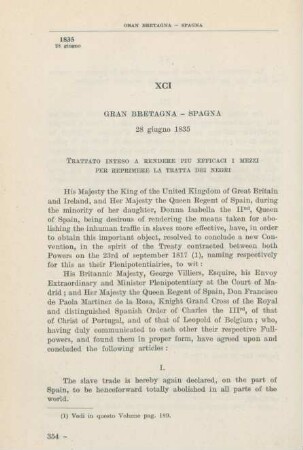 GRAN BRETAGNA – SPAGNA
1835
28 giugno
XCI
GRAN BRETAGNA – SPAGNA
28 giugno 1835
TRATTATO INTESO A RENDERE PIÙ EFFICACI I MEZZI
PER REPRIMERE LA TRATTA DEI NEGRI
His Majesty the King of the United Kingdom of Great Britain
and Ireland, and Her Majesty the Queen Regent of Spain, during
the minority of her daughter, Donna Isabella the IInd, Queen
of Spain, being desirous of rendering the means taken for
abolishing the inhuman traffic in slaves more effective, have, in
order to obtain this important object, resolved to conclude a new
Convention, in the spirit of the Treaty contracted between both
Powers on the 23rd of september 1817 (1), naming respectively
for this as their Plenipotentiaries, to wit:
His Britannic Majesty, George Villiers, Esquire, his Envoy
Extraordinary and Minister Plenipotentiary at the Court of Ma-
drid; and Her Majesty the Queen Regent of Spain, Don Francisco
de Paola Martinez de la Rosa, Knight Grand Cross of the Royal
and distinguished Spanish Order of Charles the IIIrd, of that
of Christ of Portugal, and of that of Leopold of Belgium; who,
having duly communicated to each other their respective Full-
powers, and found them in proper form, have agreed upon and
concluded the following articles:
I.
The slave trade is hereby again declared, on the part of
Spain, to be henceforward totally abolished in all parts of the
world.
(1) Vedi in questo Volume pag. 189.
354 –